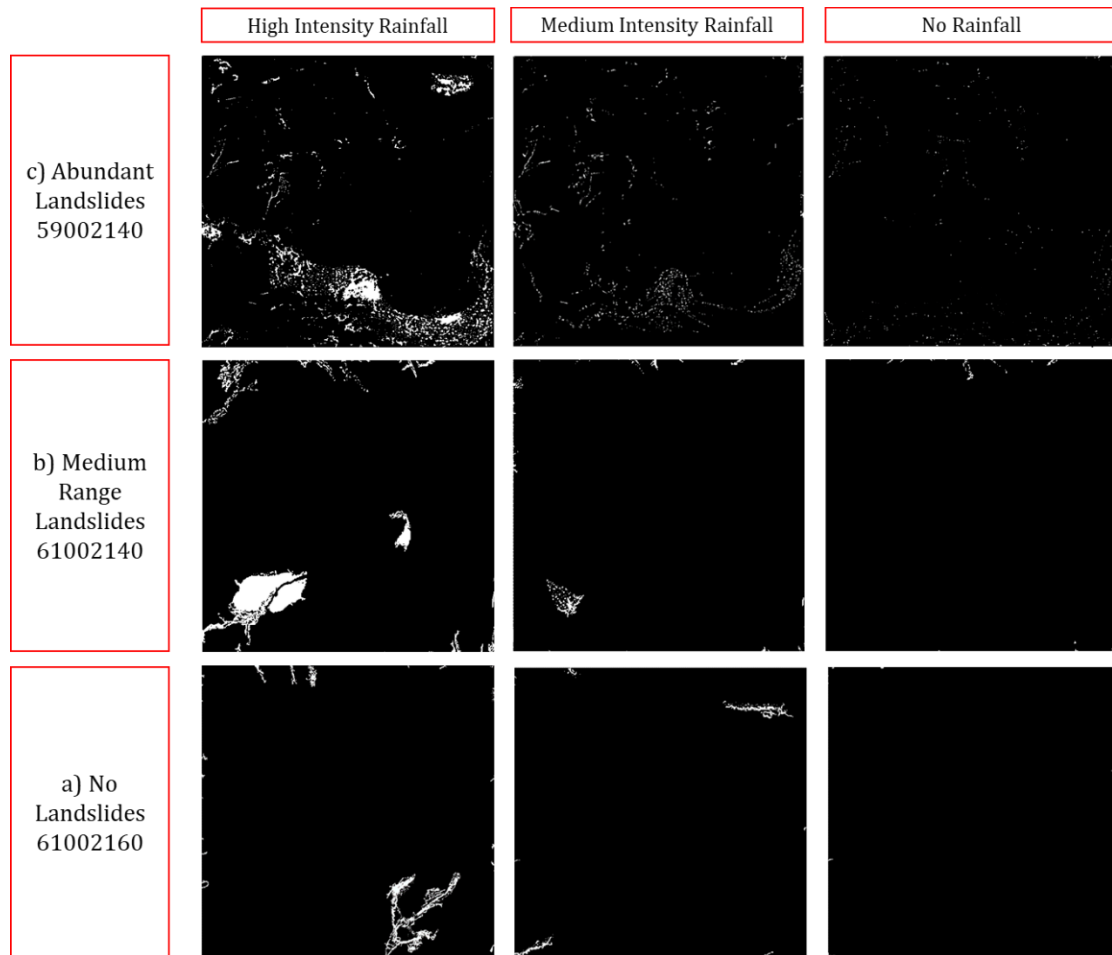 High Intensity Rainfall
Medium Intensity Rainfall
No Rainfall
c) Abundant
Landslides
59002140
b) Medium
Range
Landslides
61002140
a) No
Landslides
61002160